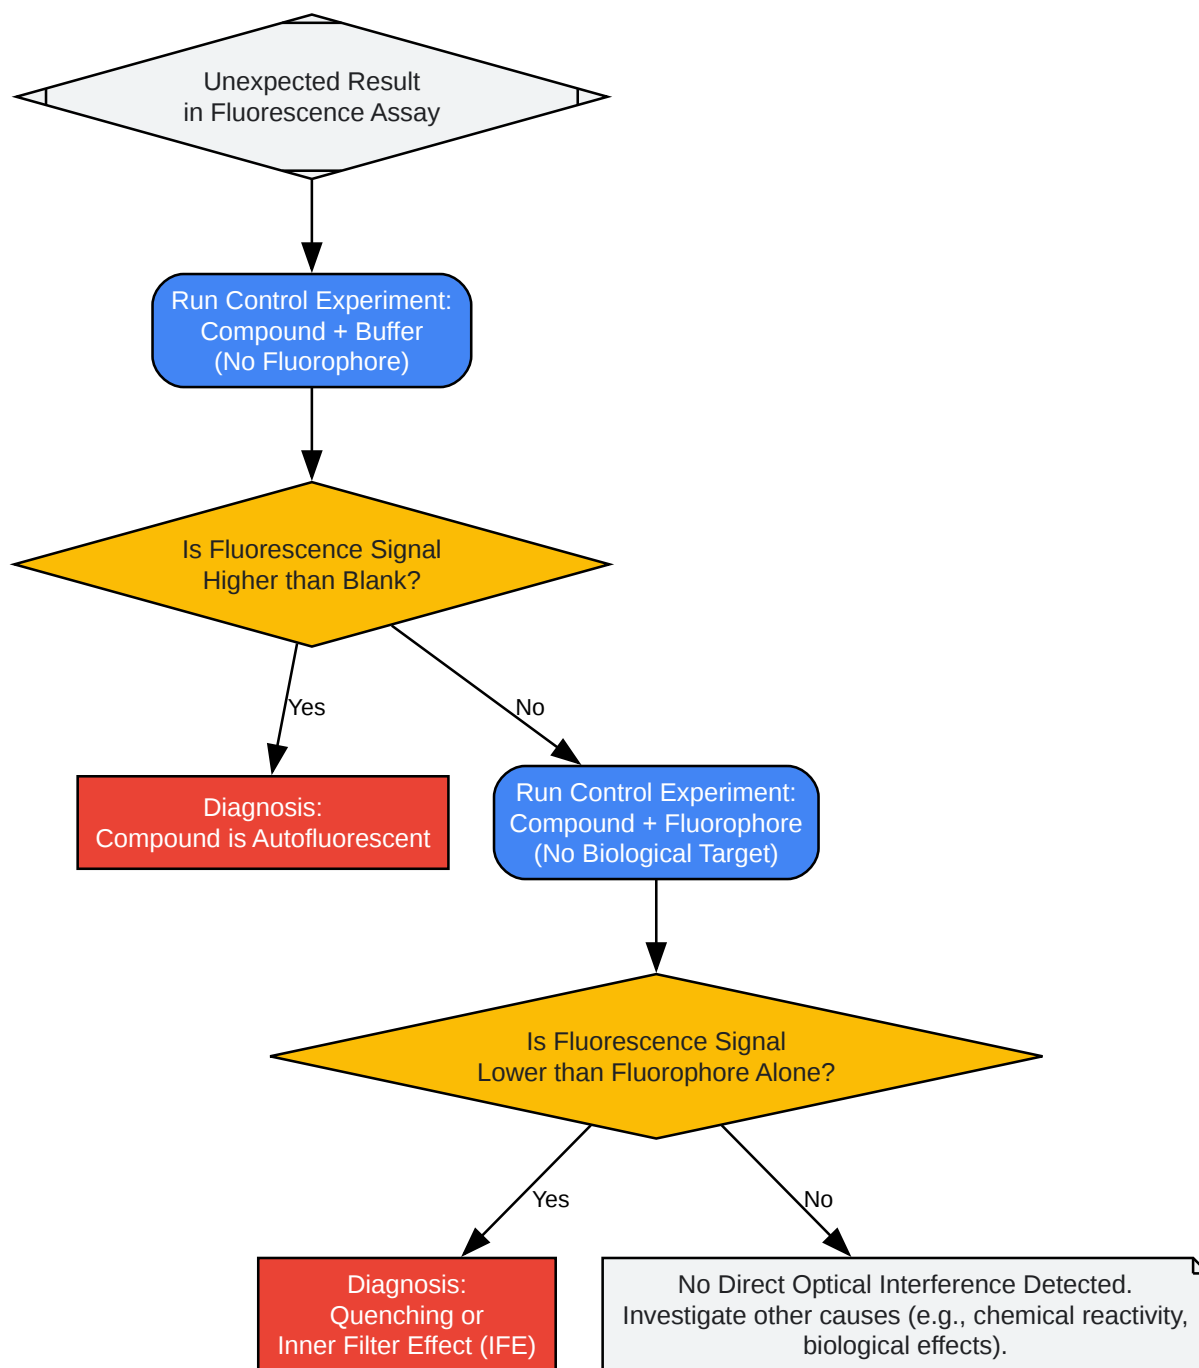 Unexpected Result
in Fluorescence Assay
Run Control Experiment:
Compound + Buffer
(No Fluorophore)
Is Fluorescence Signal
Higher than Blank?
Yes
No
Diagnosis:
Compound is Autofluorescent
Run Control Experiment:
Compound + Fluorophore
(No Biological Target)
Is Fluorescence Signal
Lower than Fluorophore Alone?
Yes
No
Diagnosis:
Quenching or
Inner Filter Effect (IFE)
No Direct Optical Interference Detected.
Investigate other causes (e.g., chemical reactivity,
biological effects).